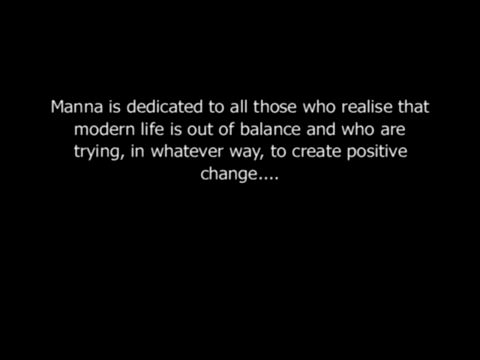 Manna is dedicated to all those who realise that
modern life is out of balance and who are
trying, in whatever way, to create positive
change....